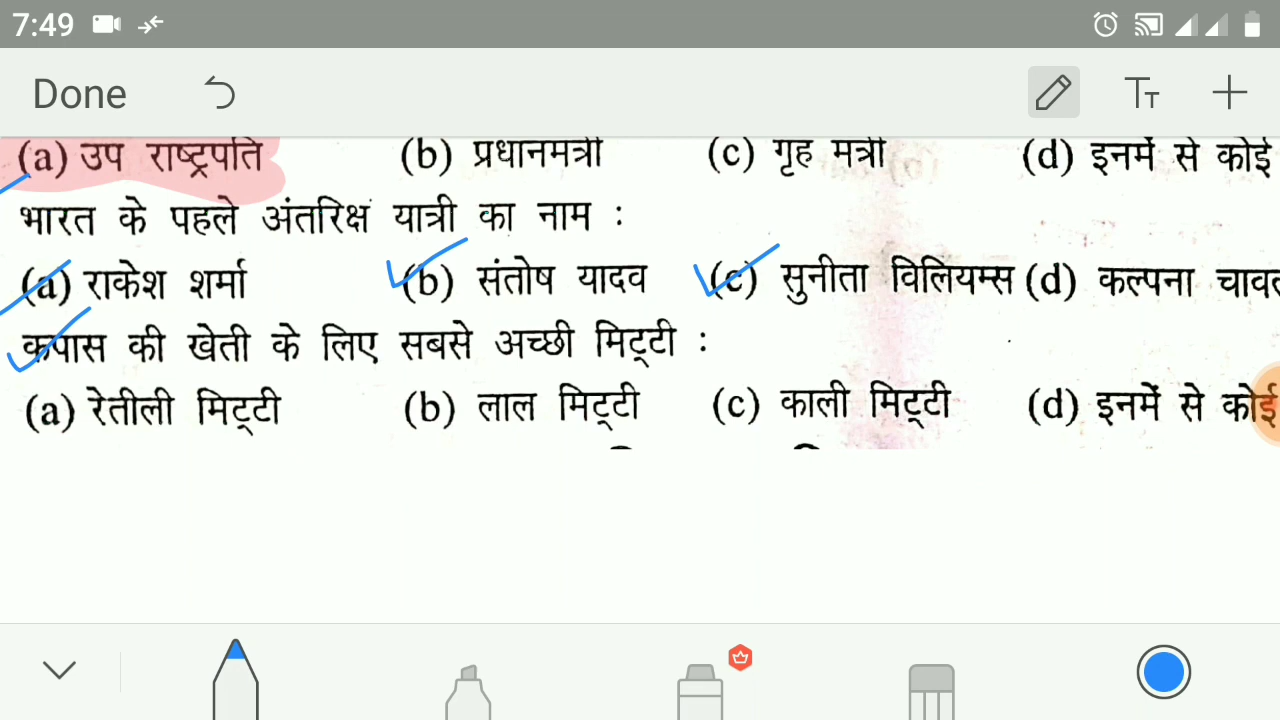 7:49
Done Tт
(a) उप राष्ट्रपति (b) प्रधानमंत्री (c) गृह मंत्री (d) इनमें से कोई
भारत के पहले अंतरिक्ष यात्री का नाम :
(a) राकेश शर्मा (b) संतोष यादव (c) सुनीता विलियम्स (d) कल्पना
कपास की खेती के लिए सबसे अच्छी मिट्टी :
(a) रेतीली मिट्टी (b) लाल मिट्टी (c) काली मिट्टी (d) इनमें से कोई